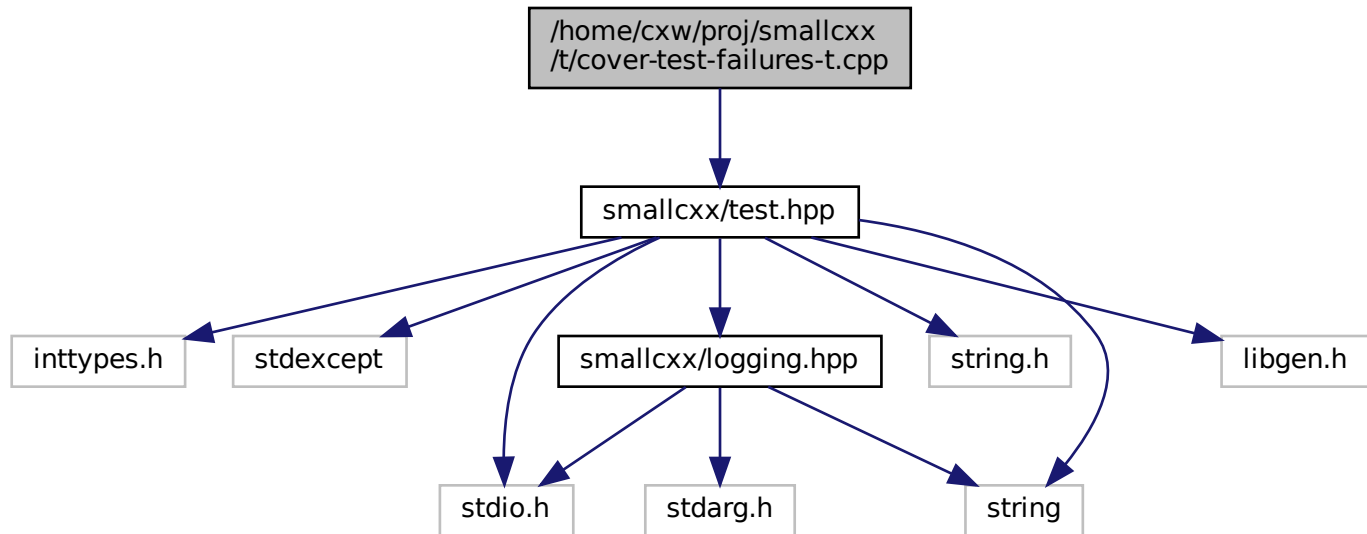 /home/cxw/proj/smallcxx
/t/cover-test-failures-t.cpp
smallcxx/test.hpp
inttypes.h
stdexcept
smallcxx/logging.hpp
string.h
libgen.h
stdio.h
stdarg.h
string